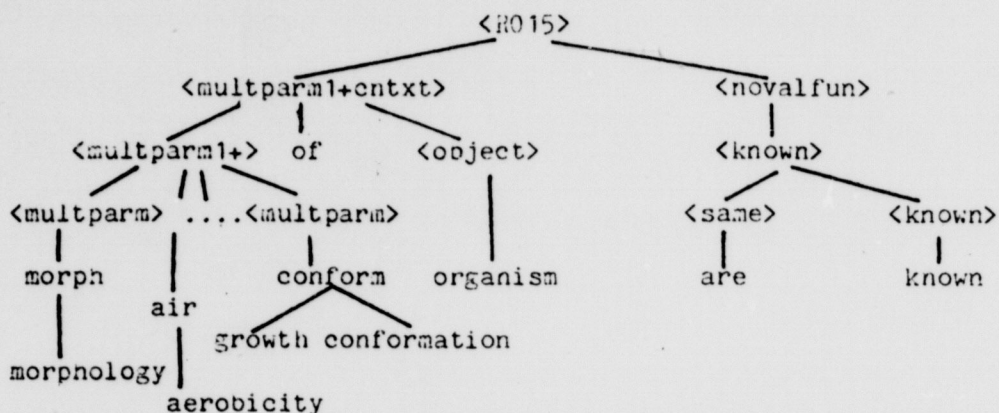 <RO15>
<multparm1+cntxt> <novalfun>
<multparm1+> of <object> <known>
<multparm> ....<multparm> <same> <known>
morph conform organism are known
air
growth conformation
morphology
aerobicity